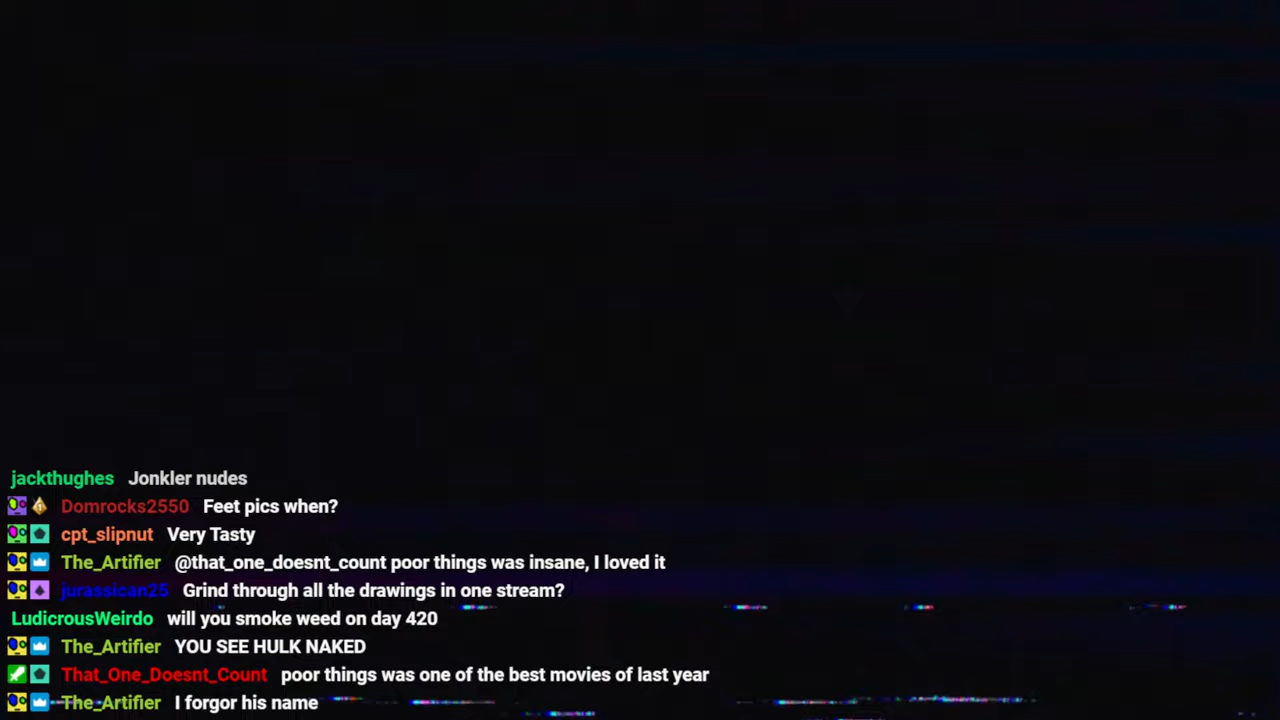 jackthughes Jonkler nudes
Domrocks2550 Feet pics when?
cpt_slipnut Very Tasty
The_Artifier @that_one_doesnt_count poor things was insane, I loved it
jurassican25 Grind through all the drawings in one stream?
LudicrousWeirdo will you smoke weed on day 420
The_Artifier YOU SEE HULK NAKED
That_One_Doesnt_Count poor things was one of the best movies of last year
The_Artifier I forgor his name